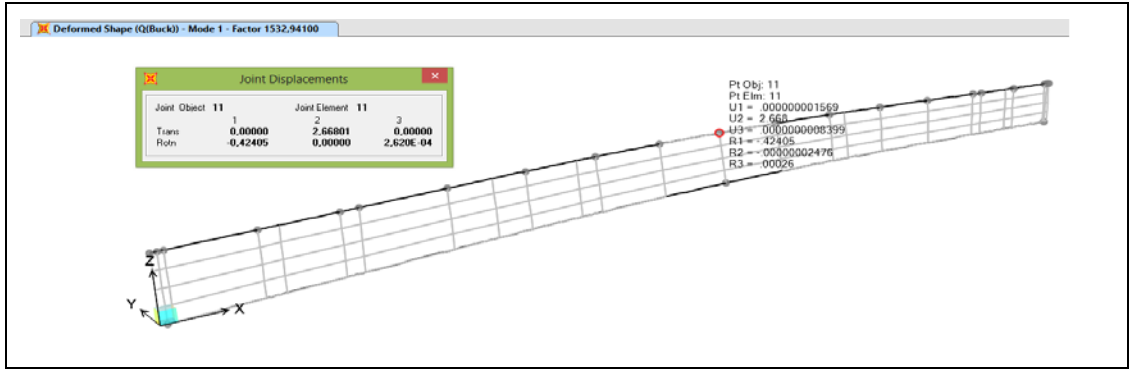 Deformed Shape (Q(Buck)) - Mode 1 - Factor 1532,94100
Joint Displacements
Joint Object 11 Joint Element 11
1 2 3
Trans 0,00000 2,66801 0,00000
Rotn -0,42405 0,00000 2,620E-04
Pt Obj: 11
Pt Elm: 11
U1 = .000000001569
U2 = 2.668
U3 = .0000000008399
R1 = -.42405
R2 = -.00000002476
R3 = .00026
Z
Y
X